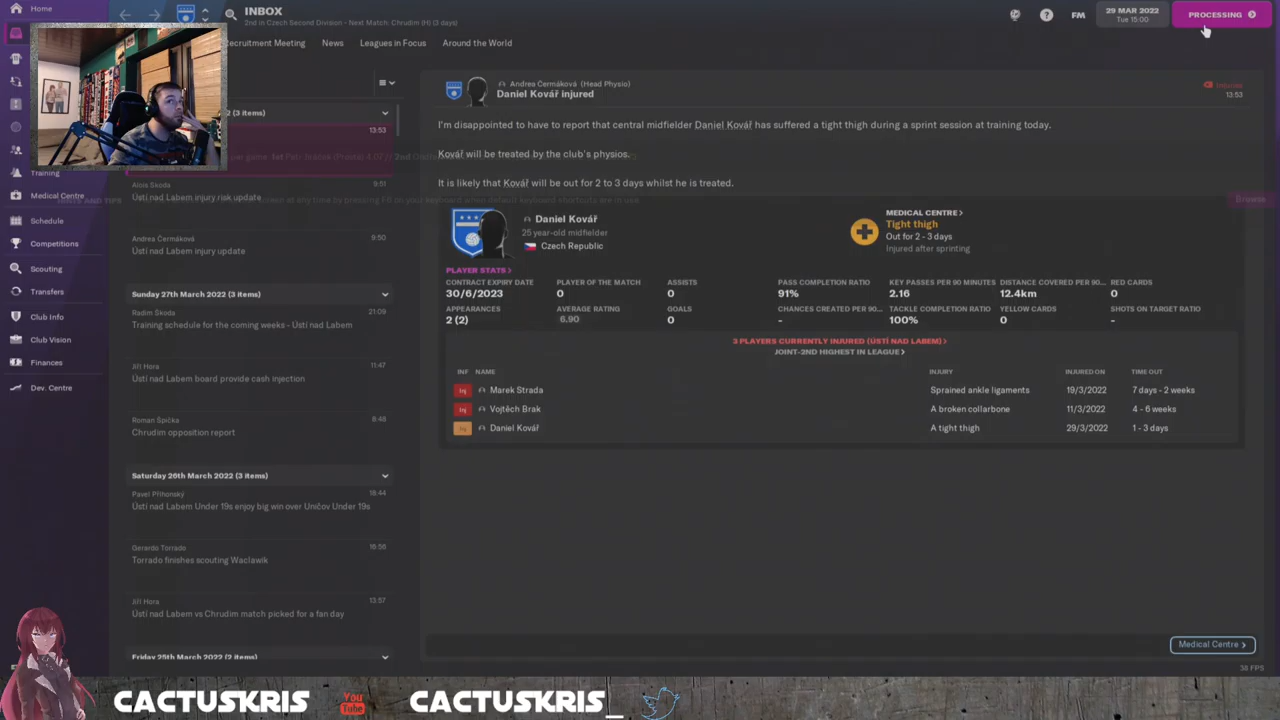 Home
INBOX
2nd in Czech Second Division - Next Match: Chrudim (H) (3 days)
FM
29 MAR 2022
Tue 15:00
PROCESSING
Recruitment Meeting
News
Leagues in Focus
Around the World
Andrea Čermáková (Head Physio)
Daniel Kovář injured
Injuries
13:53
I'm disappointed to have to report that central midfielder Daniel Kovář has suffered a tight thigh during a sprint session at training today.
Kovář will be treated by the club's physios.
It is likely that Kovář will be out for 2 to 3 days whilst he is treated.
(3 items)
13:53
Training
Medical Centre
Schedule
Competitions
Scouting
Transfers
Club Info
Club Vision
Finances
Dev. Centre
HINTS AND TIPS
Browse
Alois Skoda
9:51
Ústí nad Labem injury risk update
Andrea Čermáková
9:50
Ústí nad Labem injury update
Sunday 27th March 2022 (3 items)
Radim Škoda
21:09
Training schedule for the coming weeks - Ústí nad Labem
Jiří Hora
11:47
Ústí nad Labem board provide cash injection
Roman Špička
8:48
Chrudim opposition report
Saturday 26th March 2022 (3 items)
Pavel Příhonský
18:44
Ústí nad Labem Under 19s enjoy big win over Uničov Under 19s
Gerardo Torrado
16:56
Torrado finishes scouting Waclawik
Jiří Hora
13:57
Ústí nad Labem vs Chrudim match picked for a fan day
Friday 25th March 2022 (2 items)
Daniel Kovář
25 year-old midfielder
Czech Republic
MEDICAL CENTRE >
Tight thigh
Out for 2 - 3 days
Injured after sprinting
PLAYER STATS >
CONTRACT EXPIRY DATE
30/6/2023
PLAYER OF THE MATCH
0
ASSISTS
0
PASS COMPLETION RATIO
91%
KEY PASSES PER 90 MINUTES
2.16
DISTANCE COVERED PER 90...
12.4km
RED CARDS
0
APPEARANCES
2 (2)
AVERAGE RATING
6.90
GOALS
0
CHANCES CREATED PER 90...
-
TACKLE COMPLETION RATIO
100%
YELLOW CARDS
0
SHOTS ON TARGET RATIO
-
3 PLAYERS CURRENTLY INJURED (ÚSTÍ NAD LABEM) >
JOINT-2ND HIGHEST IN LEAGUE >
INF NAME INJURY INJURED ON TIME OUT
Inj Marek Strada Sprained ankle ligaments 19/3/2022 7 days - 2 weeks
Inj Vojtěch Brak A broken collarbone 11/3/2022 4 - 6 weeks
Inj Daniel Kovář A tight thigh 29/3/2022 1 - 3 days
Medical Centre >
36 FPS
CACTUSKRIS
You Tube
CACTUSKRIS_